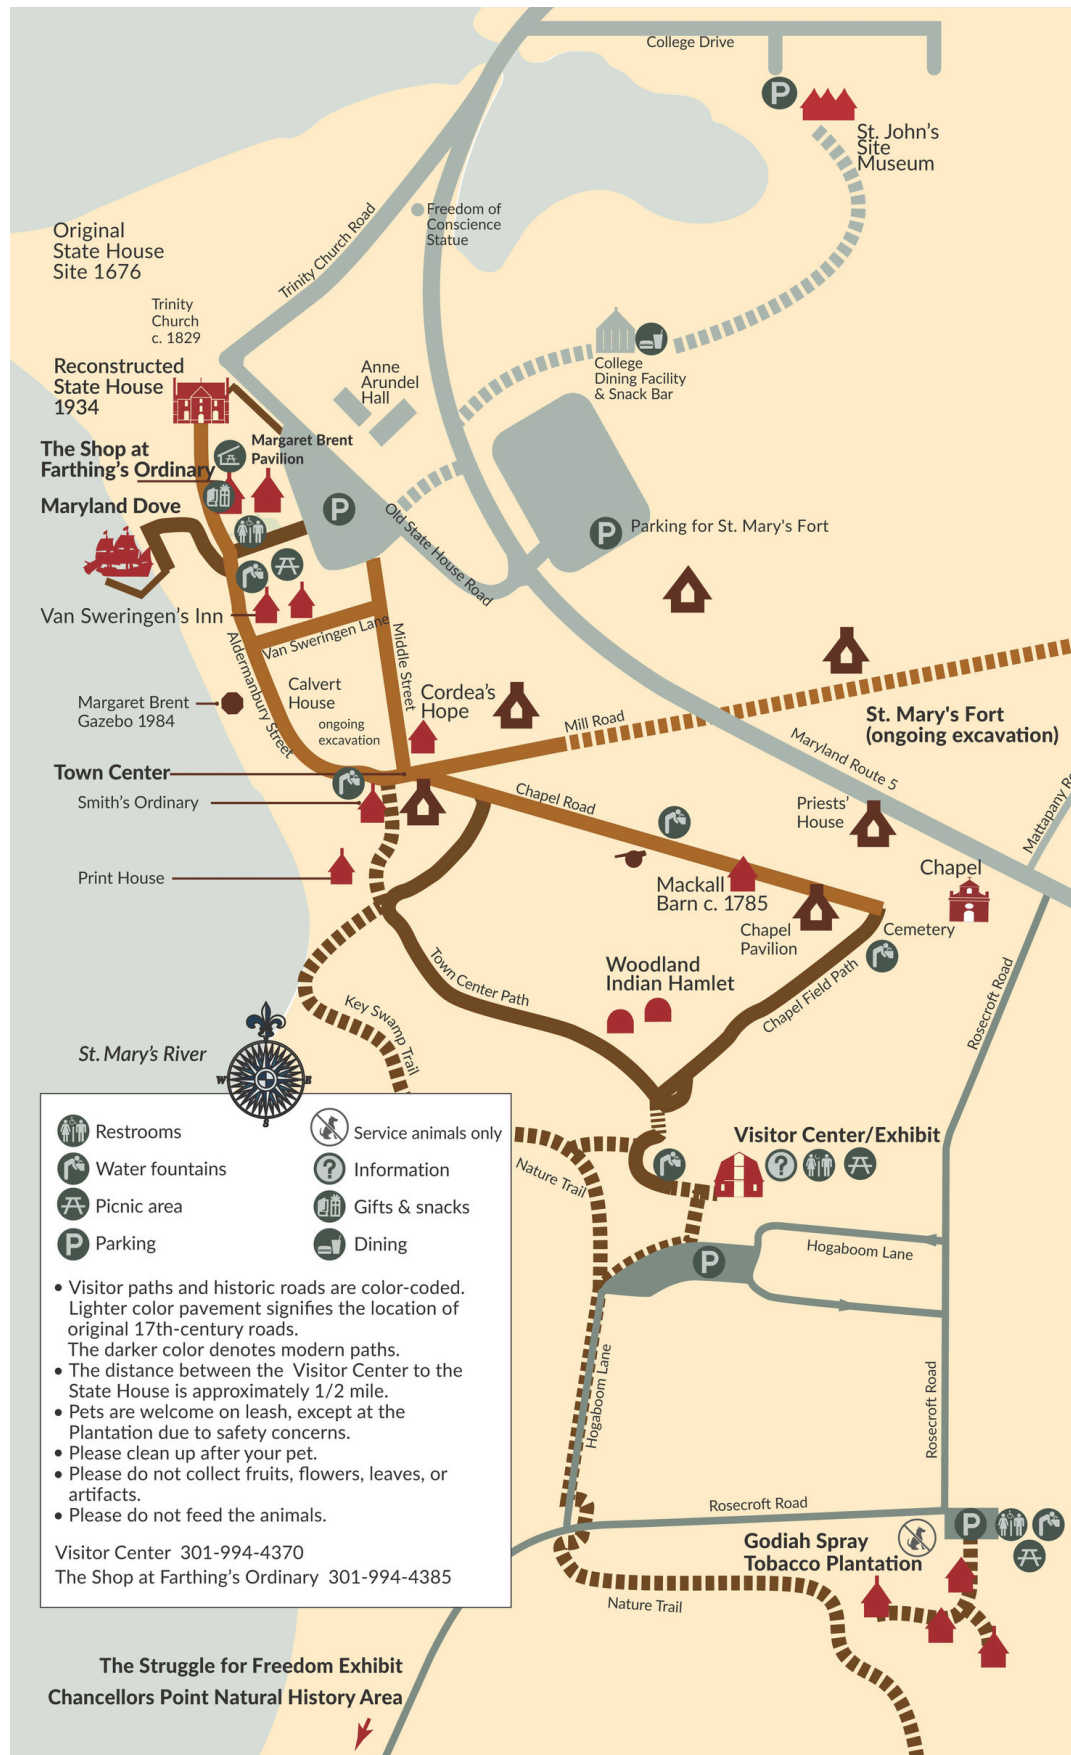 College Drive
P
St. John's
Site
Museum
Freedom of
Conscience
Statue
Trinity Church Road
Original
State House
Site 1676
Trinity
Church
c. 1829
College
Dining Facility
& Snack Bar
Reconstructed
State House
1934
Anne
Arundel
Hall
Margaret Brent
Pavilion
The Shop at
Farthing's Ordinary
Maryland Dove
P
Old State House Road
P
Parking for St. Mary's Fort
Van Sweringen's Inn
Van Sweringen Lane
Aldermanbury Street
Middle Street
Calvert
House
ongoing
excavation
Cordea's
Hope
Margaret Brent
Gazebo 1984
Mill Road
St. Mary's Fort
(ongoing excavation)
Maryland Route 5
Mattapany R
Town Center
Smith's Ordinary
Chapel Road
Priests'
House
Chapel
Print House
Mackall
Barn c. 1785
Chapel
Pavilion
Cemetery
Town Center Path
Woodland
Indian Hamlet
Chapel Field Path
Rosecroft Road
Key Swamp Trail
St. Mary's River
W
E
S
Restrooms
Service animals only
Water fountains
?
Information
Picnic area
Gifts & snacks
P
Parking
Dining
• Visitor paths and historic roads are color-coded.
Lighter color pavement signifies the location of
original 17th-century roads.
The darker color denotes modern paths.
• The distance between the Visitor Center to the
State House is approximately 1/2 mile.
• Pets are welcome on leash, except at the
Plantation due to safety concerns.
• Please clean up after your pet.
• Please do not collect fruits, flowers, leaves, or
artifacts.
• Please do not feed the animals.
Visitor Center 301-994-4370
The Shop at Farthing's Ordinary 301-994-4385
Visitor Center/Exhibit
?
Nature Trail
P
Hogaboom Lane
Hogaboom Lane
Rosecroft Road
Rosecroft Road
P
Godiah Spray
Tobacco Plantation
Nature Trail
The Struggle for Freedom Exhibit
Chancellors Point Natural History Area